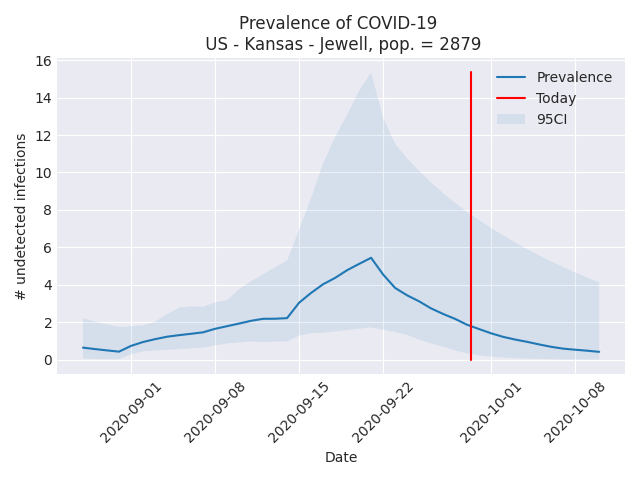 Prevalence of COVID-19
US - Kansas - Jewell, pop. = 2879
16
14
12
10
8
6
4
2
0
# undetected infections
Prevalence
Today
95CI
2020-09-01
2020-09-08
2020-09-15
2020-09-22
2020-10-01
2020-10-08
Date